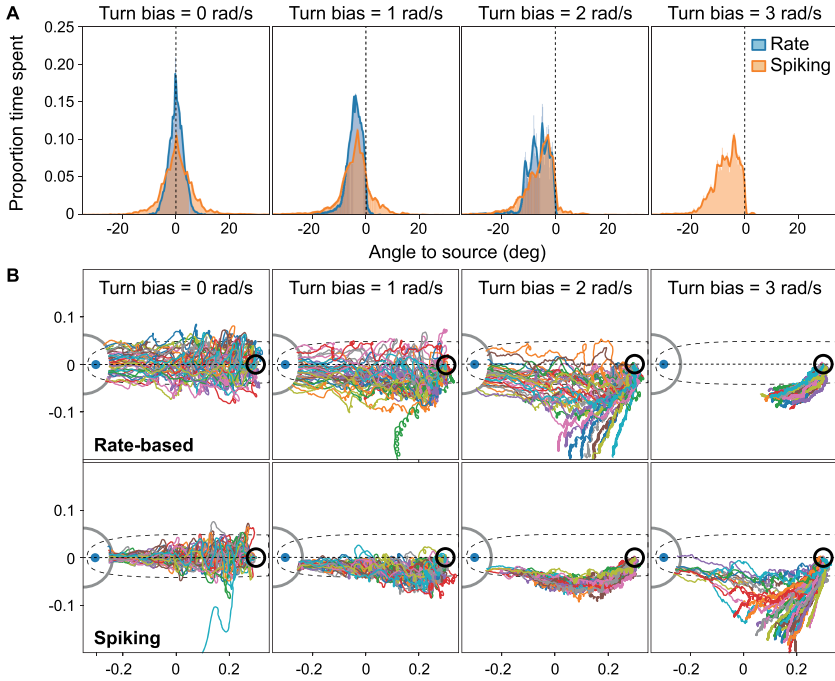 A
Turn bias = 0 rad/s
Turn bias = 1 rad/s
Turn bias = 2 rad/s
Turn bias = 3 rad/s
Proportion time spent
0.25
0.20
0.15
0.10
0.05
0
Rate
Spiking
-20 0 20
-20 0 20
-20 0 20
-20 0 20
Angle to source (deg)
B
Turn bias = 0 rad/s
Turn bias = 1 rad/s
Turn bias = 2 rad/s
Turn bias = 3 rad/s
0.1
0
-0.1
Rate-based
0.1
0
-0.1
Spiking
-0.2 0 0.2
-0.2 0 0.2
-0.2 0 0.2
-0.2 0 0.2